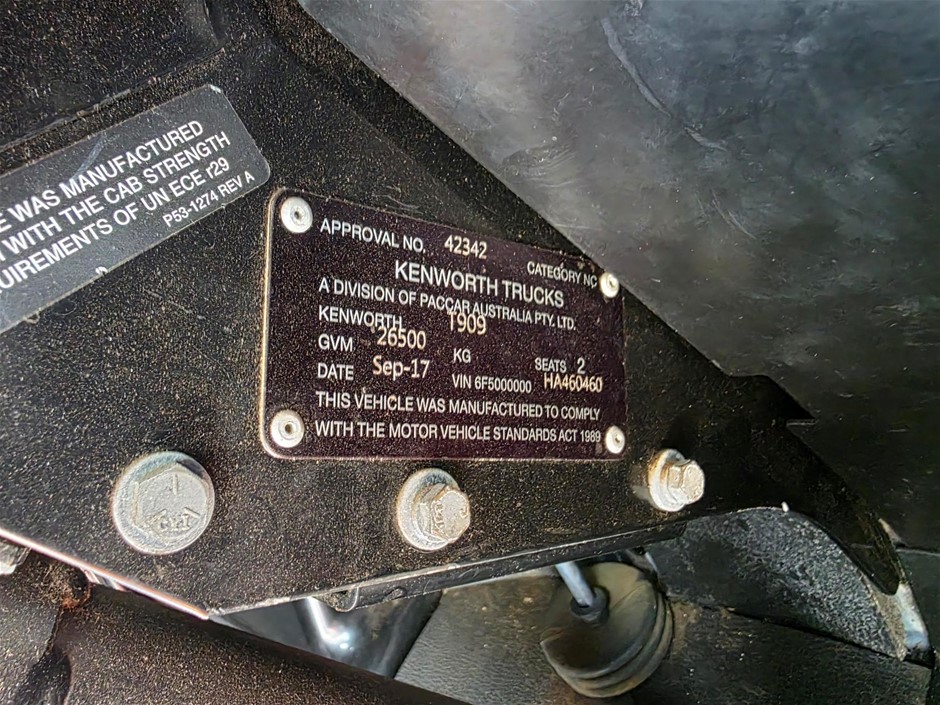 E WAS MANUFACTURED
WITH THE CAB STRENGTH
UIREMENTS OF UN ECE r29
P53-1274 REV A
APPROVAL NO. 42342
CATEGORY NC
KENWORTH TRUCKS
A DIVISION OF PACCAR AUSTRALIA PTY. LTD.
KENWORTH T909
GVM 26500 KG SEATS 2
DATE Sep-17 VIN 6F5000000 HA460460
THIS VEHICLE WAS MANUFACTURED TO COMPLY
WITH THE MOTOR VEHICLE STANDARDS ACT 1989